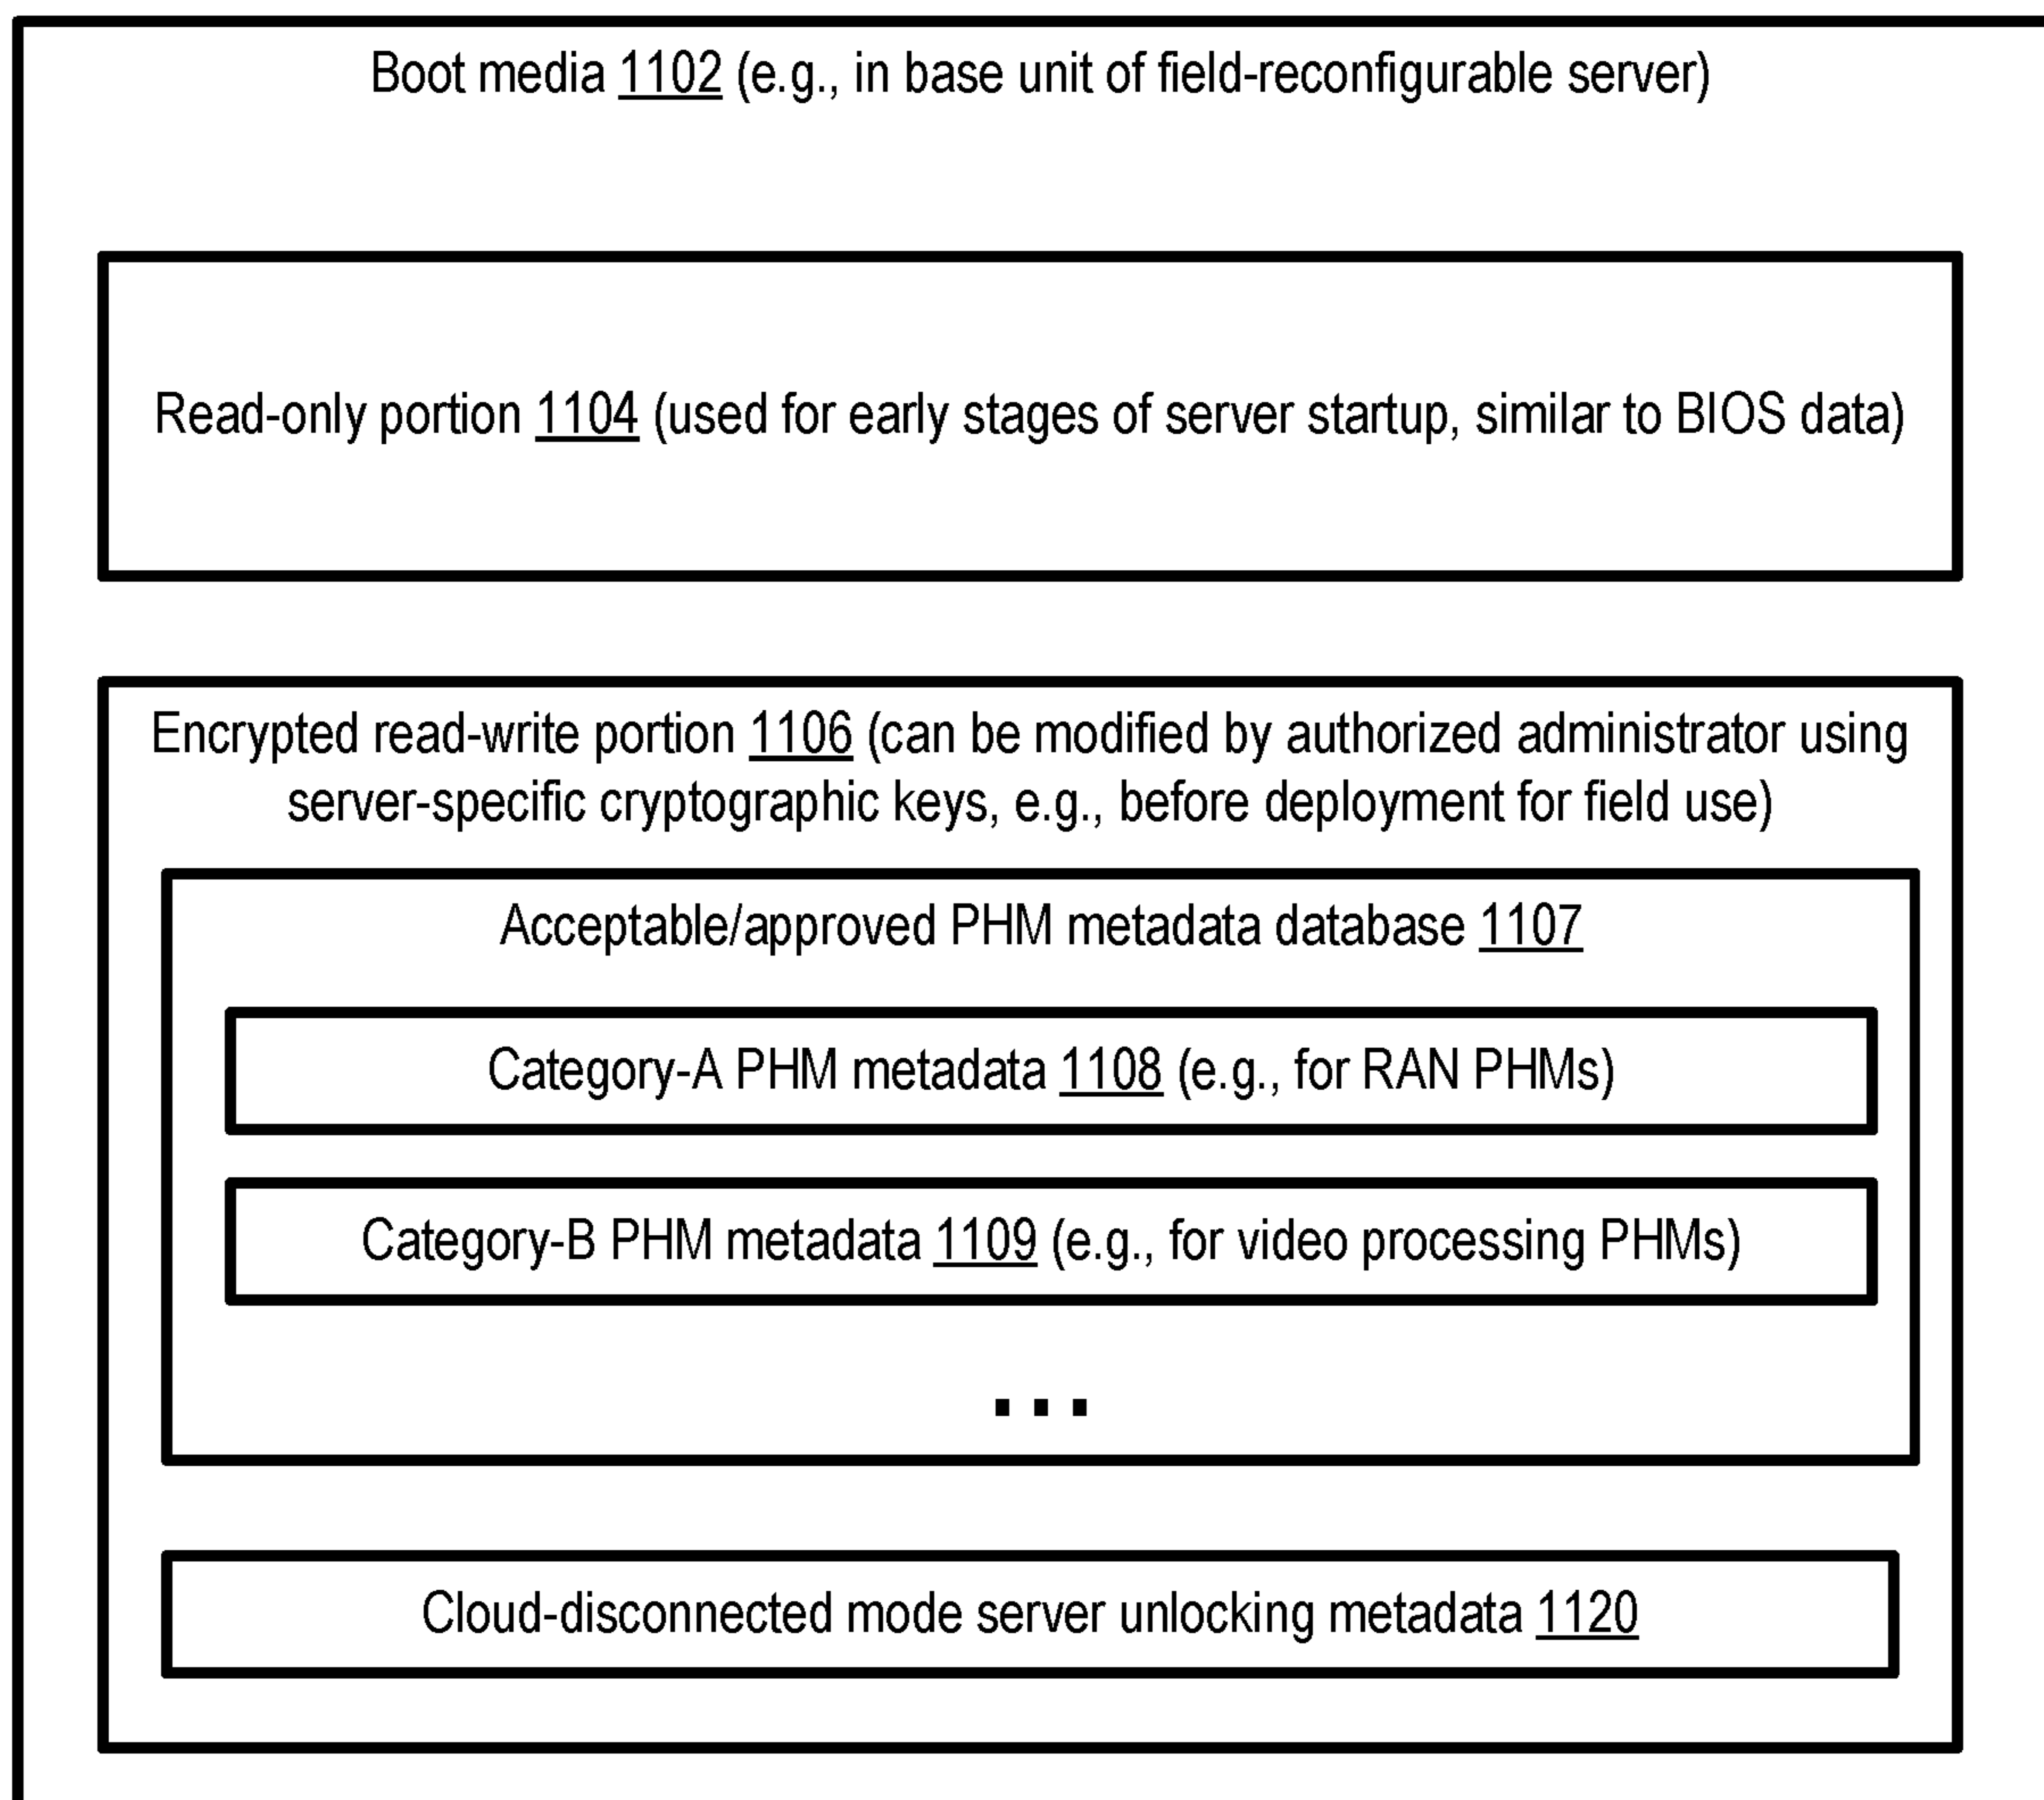 Boot media 1102 (e.g., in base unit of field-reconfigurable server)
Read-only portion 1104 (used for early stages of server startup, similar to BIOS data)
Encrypted read-write portion 1106 (can be modified by authorized administrator using
server-specific cryptographic keys, e.g., before deployment for field use)
Acceptable/approved PHM metadata database 1107
Category-A PHM metadata 1108 (e.g., for RAN PHMs)
Category-B PHM metadata 1109 (e.g., for video processing PHMs)
...
Cloud-disconnected mode server unlocking metadata 1120